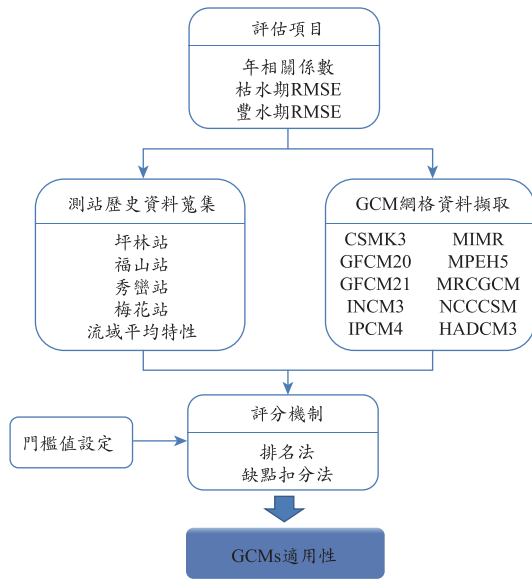 評估項目
年相關係數
枯水期RMSE
豐水期RMSE
測站歷史資料蒐集
坪林站
福山站
秀巒站
梅花站
流域平均特性
GCM網格資料擷取
CSMK3 MIMR
GFCM20 MPEH5
GFCM21 MRCGCM
INCM3 NCCCSM
IPCM4 HADCM3
門檻值設定
評分機制
排名法
缺點扣分法
GCMs適用性